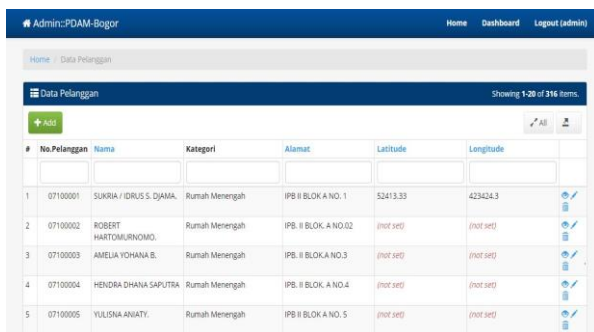 Admin::PDAM-Bogor Home Dashboard Logout (admin)
Home / Data Pelanggan
Data Pelanggan Showing 1-20 of 316 items.
+ Add All
# No.Pelanggan Nama Kategori Alamat Latitude Longitude
1 07100001 SUKRIA / IDRUS S. DJAMA. Rumah Menengah IPB II BLOK A NO. 1 52413.33 423424.3
2 07100002 ROBERT Rumah Menengah IPB. II BLOK. A NO.02 (not set) (not set)
HARTOMURNOMO.
3 07100003 AMELIA YOHANA B. Rumah Menengah IPB. II BLOK.A NO.3 (not set) (not set)
4 07100004 HENDRA DHANA SAPUTRA Rumah Menengah IPB. II BLOK. A NO.4 (not set) (not set)
5 07100005 YULISNA ANIATY. Rumah Menengah IPB II BLOK A NO. 5 (not set) (not set)